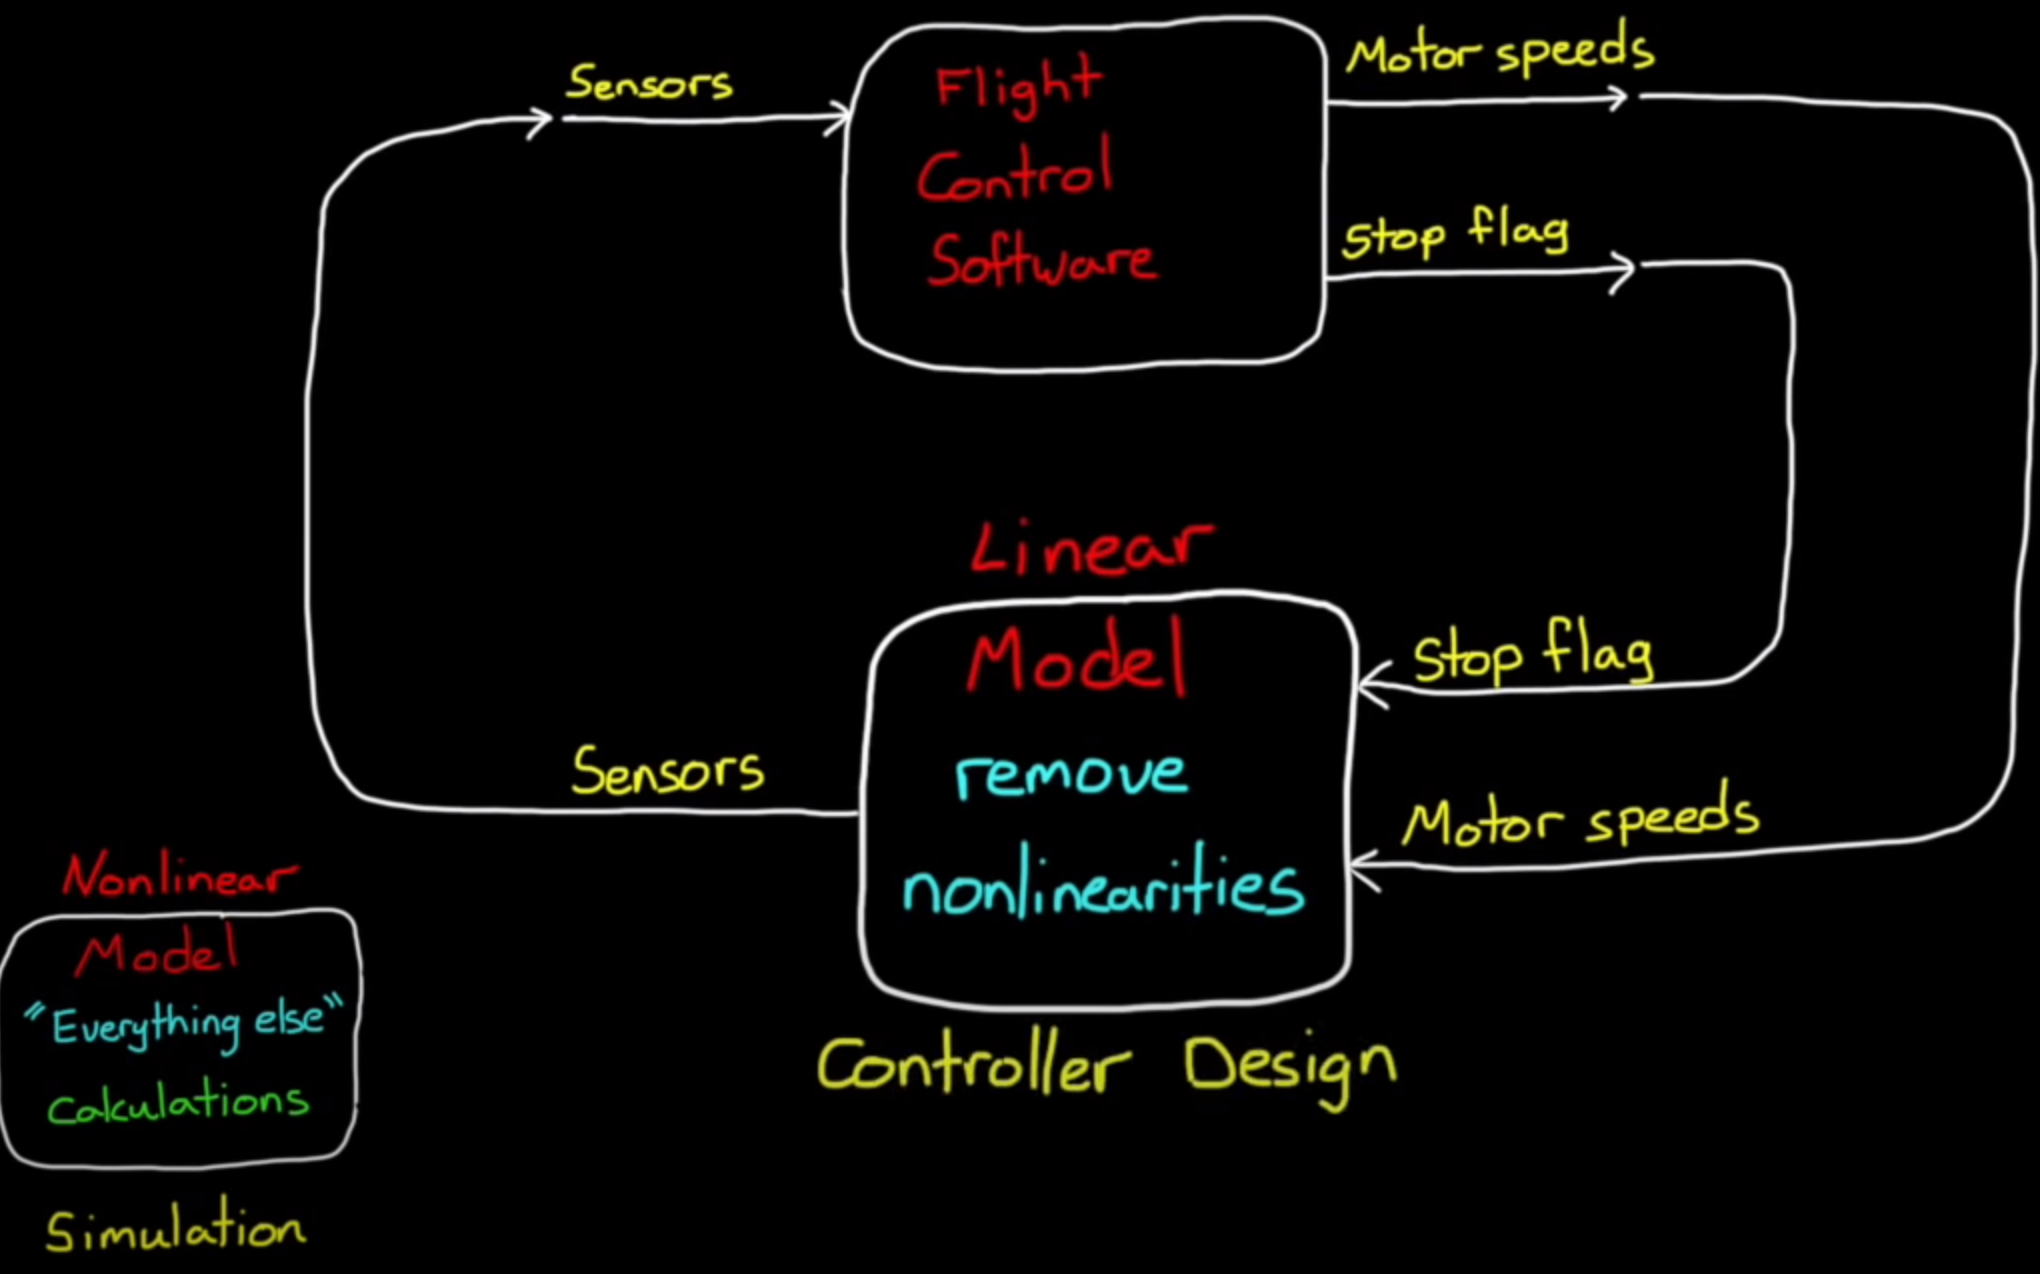 Sensors
Flight
Control
Software
Motor speeds
Stop flag
Linear
Model
remove
nonlinearities
Stop flag
Motor speeds
Sensors
Controller Design
Nonlinear
Model
"Everything else"
Calculations
Simulation